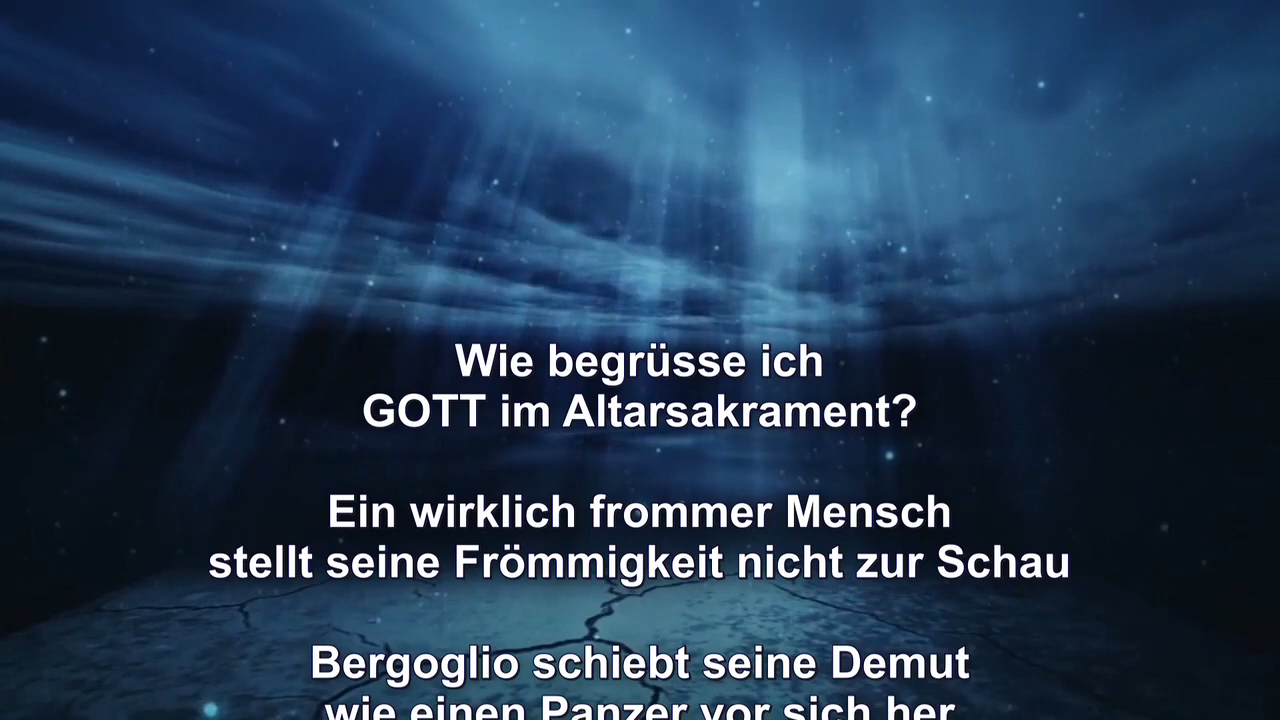 Wie begrüsse ich
GOTT im Altarsakrament?
Ein wirklich frommer Mensch
stellt seine Frömmigkeit nicht zur Schau
Bergoglio schiebt seine Demut
wie einen Panzer vor sich her